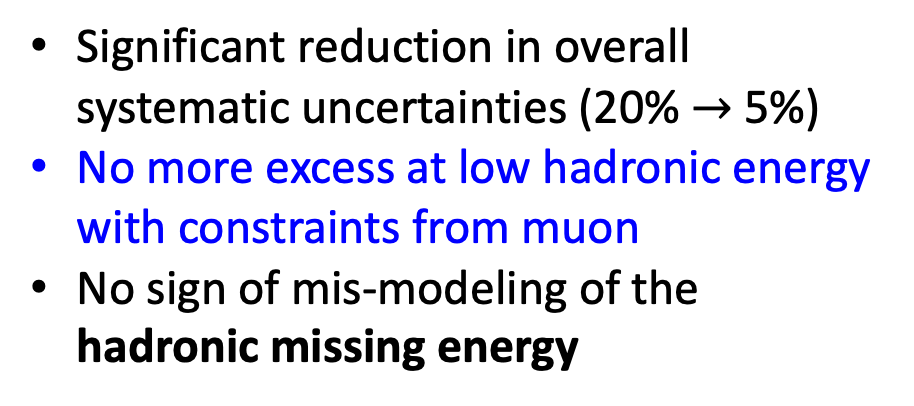 • Significant reduction in overall
systematic uncertainties (20% → 5%)
• No more excess at low hadronic energy
with constraints from muon
• No sign of mis-modeling of the
hadronic missing energy